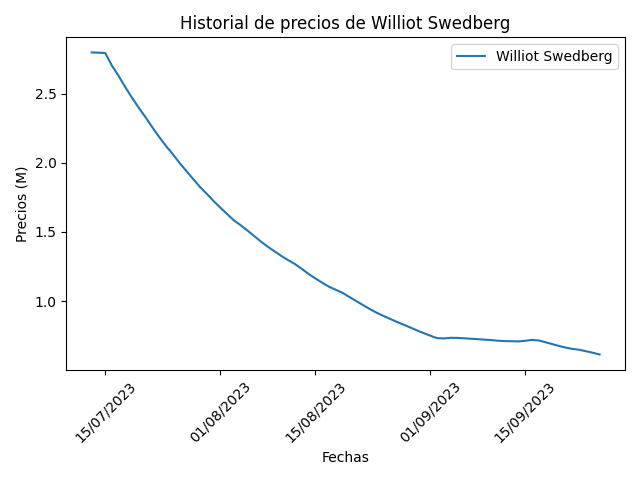 Historial de precios de Williot Swedberg
Williot Swedberg
Precios (M)
2.5
2.0
1.5
1.0
15/07/2023
01/08/2023
15/08/2023
01/09/2023
15/09/2023
Fechas